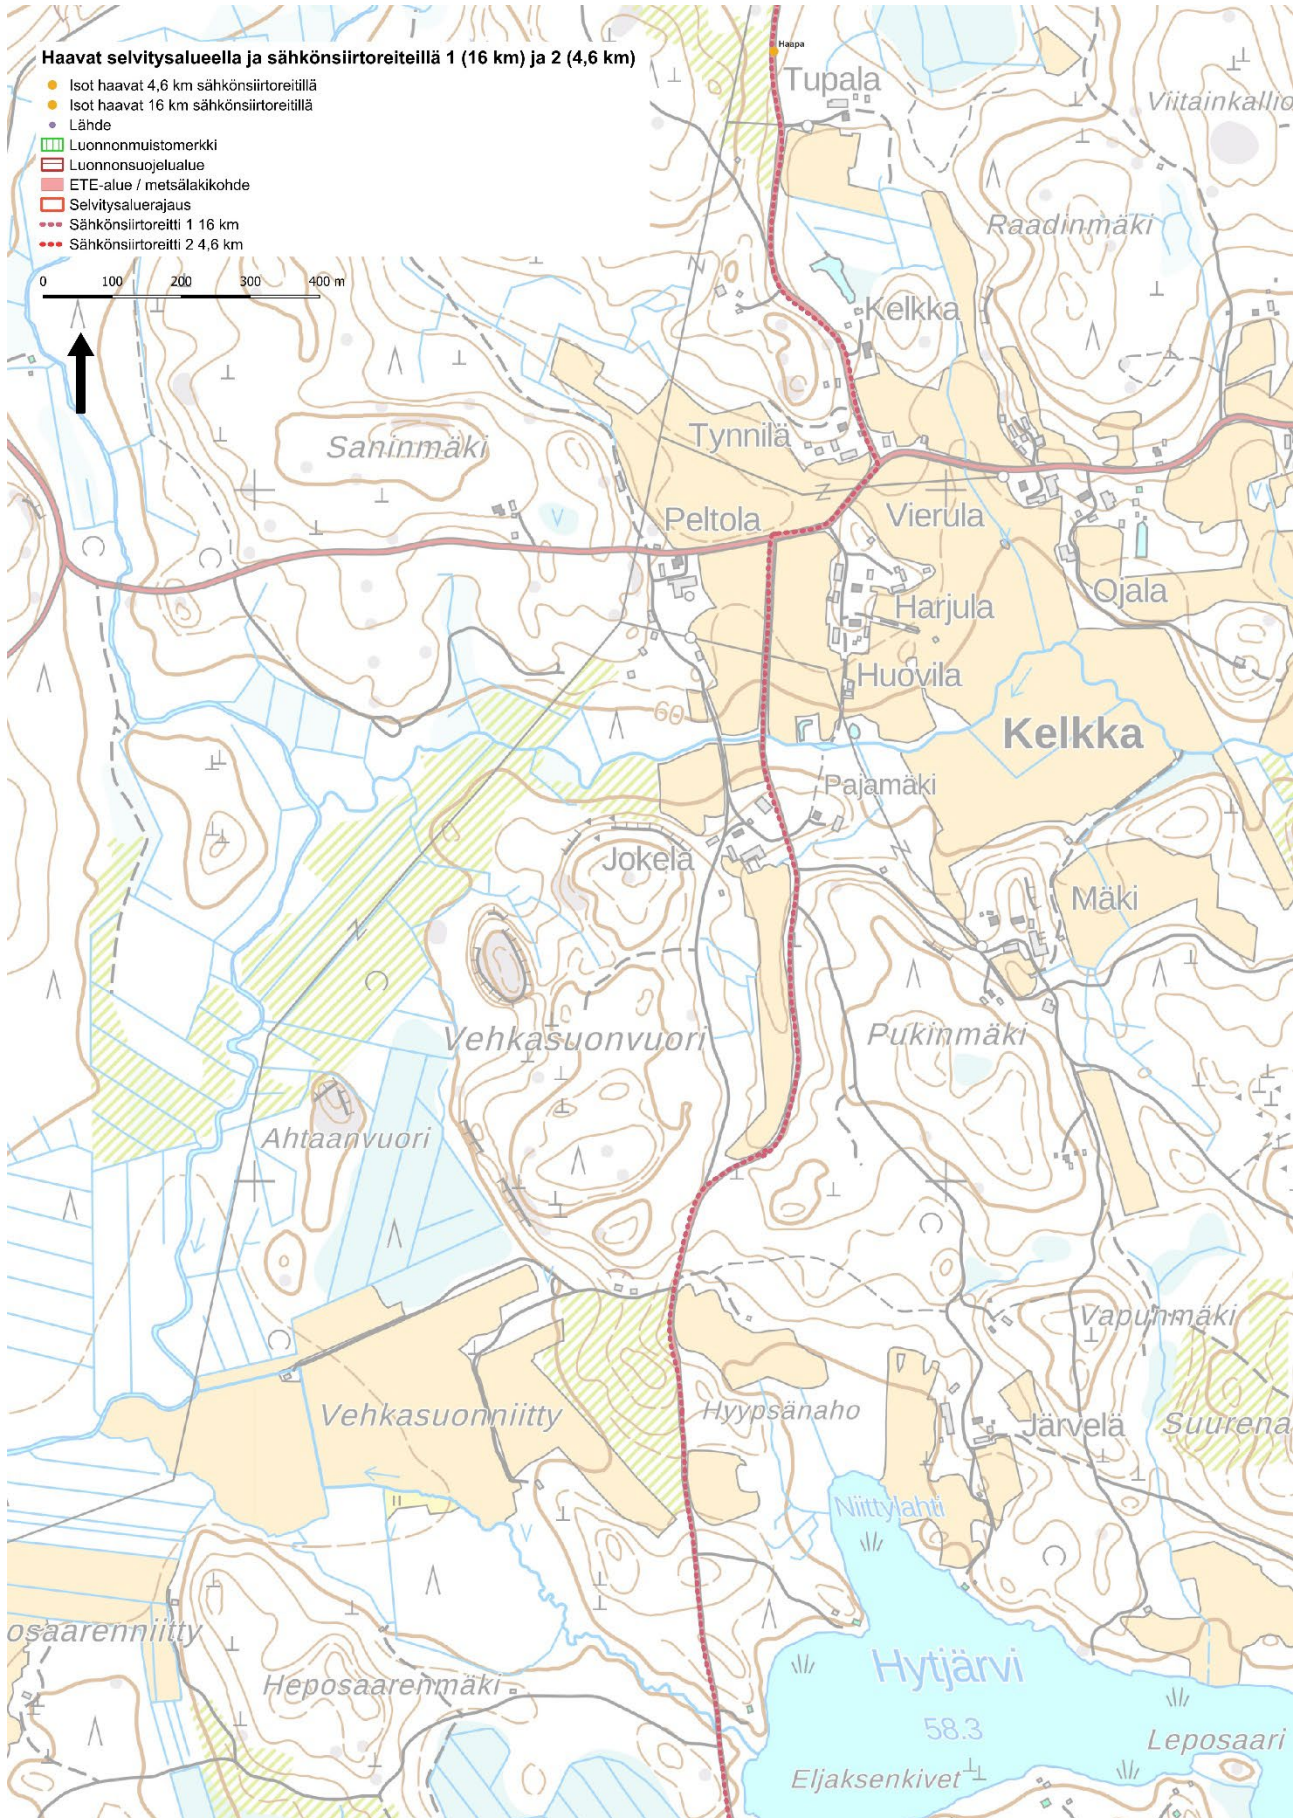 Haavat selvitysalueella ja sähkönsiirtoreiteillä 1 (16 km) ja 2 (4,6 km)
Isot haavat 4,6 km sähkönsiirtoreitillä
Isot haavat 16 km sähkönsiirtoreitillä
Lähde
Luonnonmuistomerkki
Luonnonsuojelualue
ETE-alue / metsälakikohde
Selvitysaluerajaus
Sähkönsiirtoreitti 1 16 km
Sähkönsiirtoreitti 2 4,6 km
0 100 200 300 400 m
Haapa
Tupala
Viitainkallio
Raadinmäki
Kelkka
Saninmäki
Tynnilä
Peltola
Vierula
Ojala
Harjula
Huovila
60
Kelkka
Pajamäki
Jokela
Mäki
Vehkasuonvuori
Pukinmäki
Ahtaanvuori
Vapunmäki
Vehkasuonniitty
Hyypsänaho
Järvelä
Suurena
Niittylahti
osaarenniitty
Heposaarenmäki
Hytjärvi
58.3
Leposaari
Eljaksenkivet